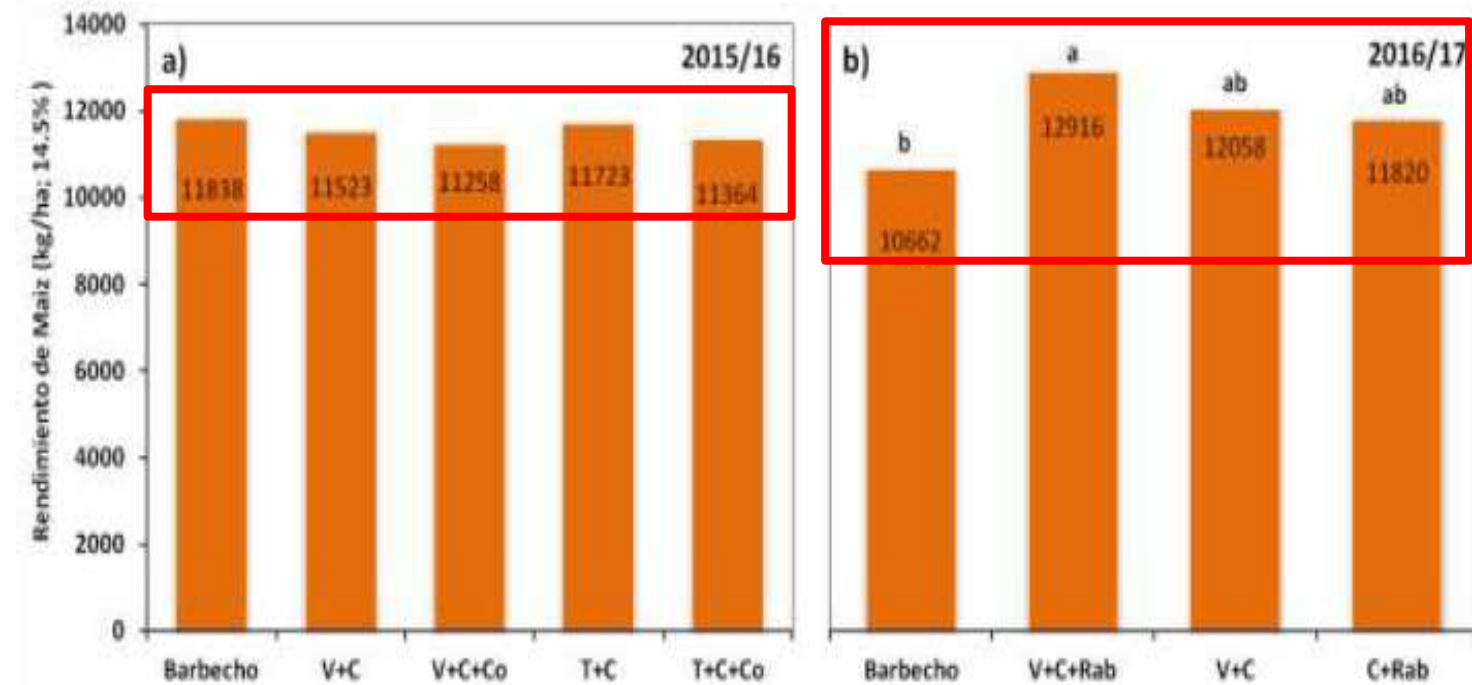 Rendimiento de Maiz (kg/ha; 14.5%)
14000
12000
10000
8000
6000
4000
2000
0
a)
2015/16
11838
11523
11258
11723
11364
Barbecho
V+C
V+C+Co
T+C
T+C+Co
b)
2016/17
b
a
ab
ab
10662
12916
12058
11820
Barbecho
V+C+Rab
V+C
C+Rab